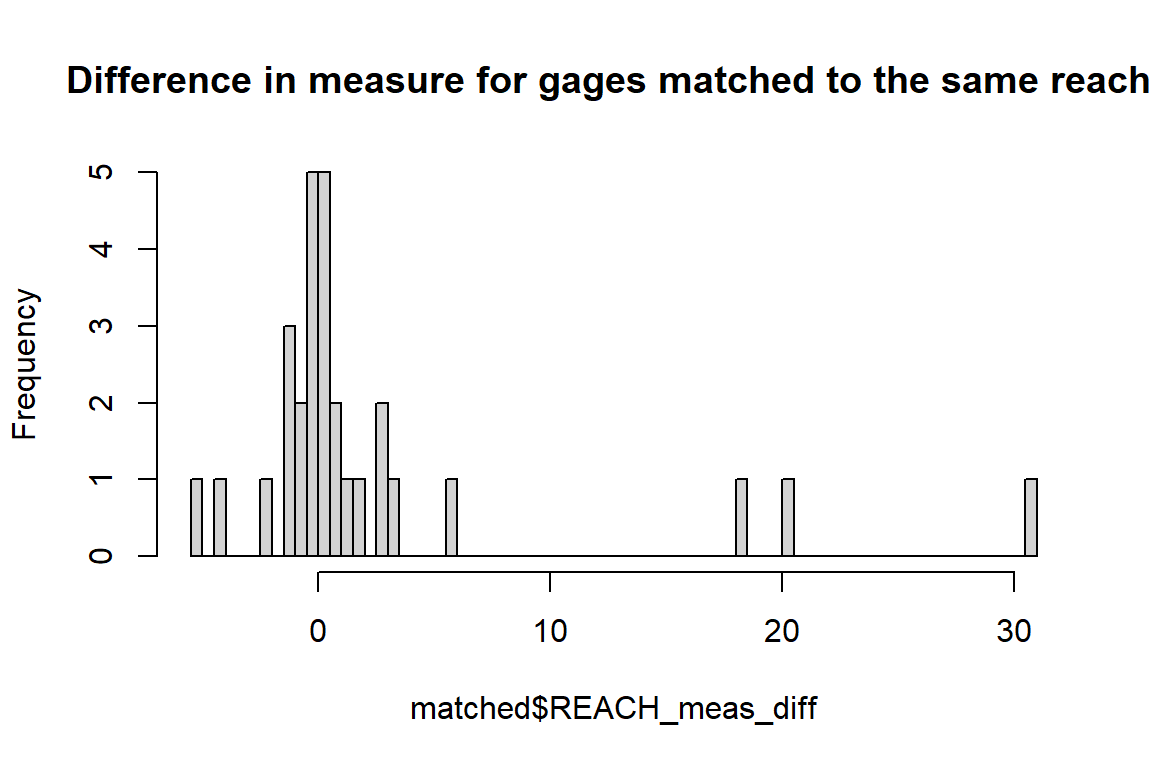 Difference in measure for gages matched to the same reach
Frequency
5
4
3
2
1
0
0 10 20 30
matched$REACH_meas_diff